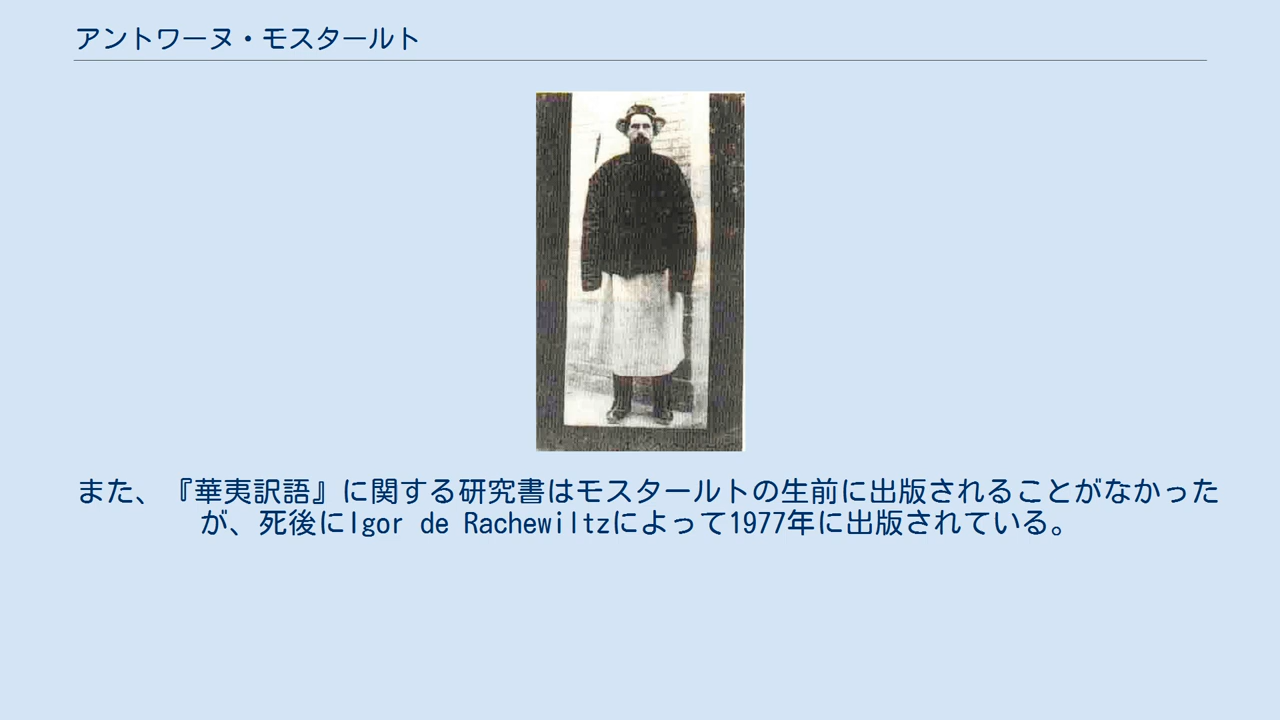 アントワーヌ・モスタールト
また、『華夷訳語』に関する研究書はモスタールトの生前に出版されることがなかった
が、死後にIgor de Rachewiltzによって1977年に出版されている。